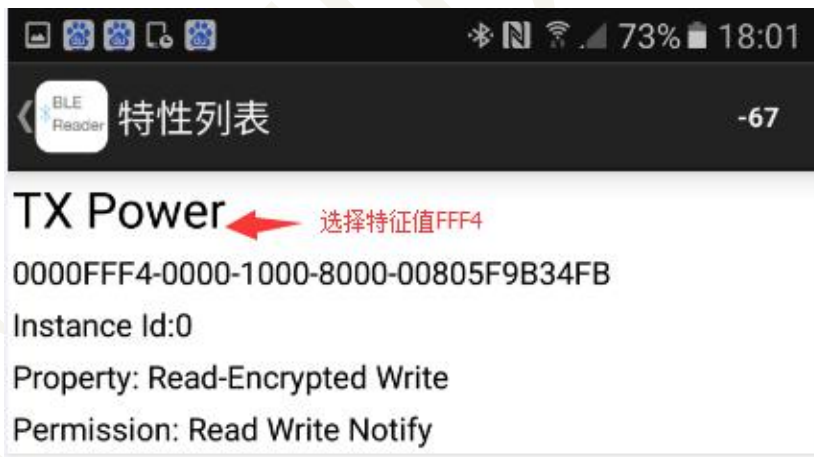 73% 18:01
BLE
Reader
特性列表 -67
TX Power 选择特征值FFF4
0000FFF4-0000-1000-8000-00805F9B34FB
Instance Id:0
Property: Read-Encrypted Write
Permission: Read Write Notify